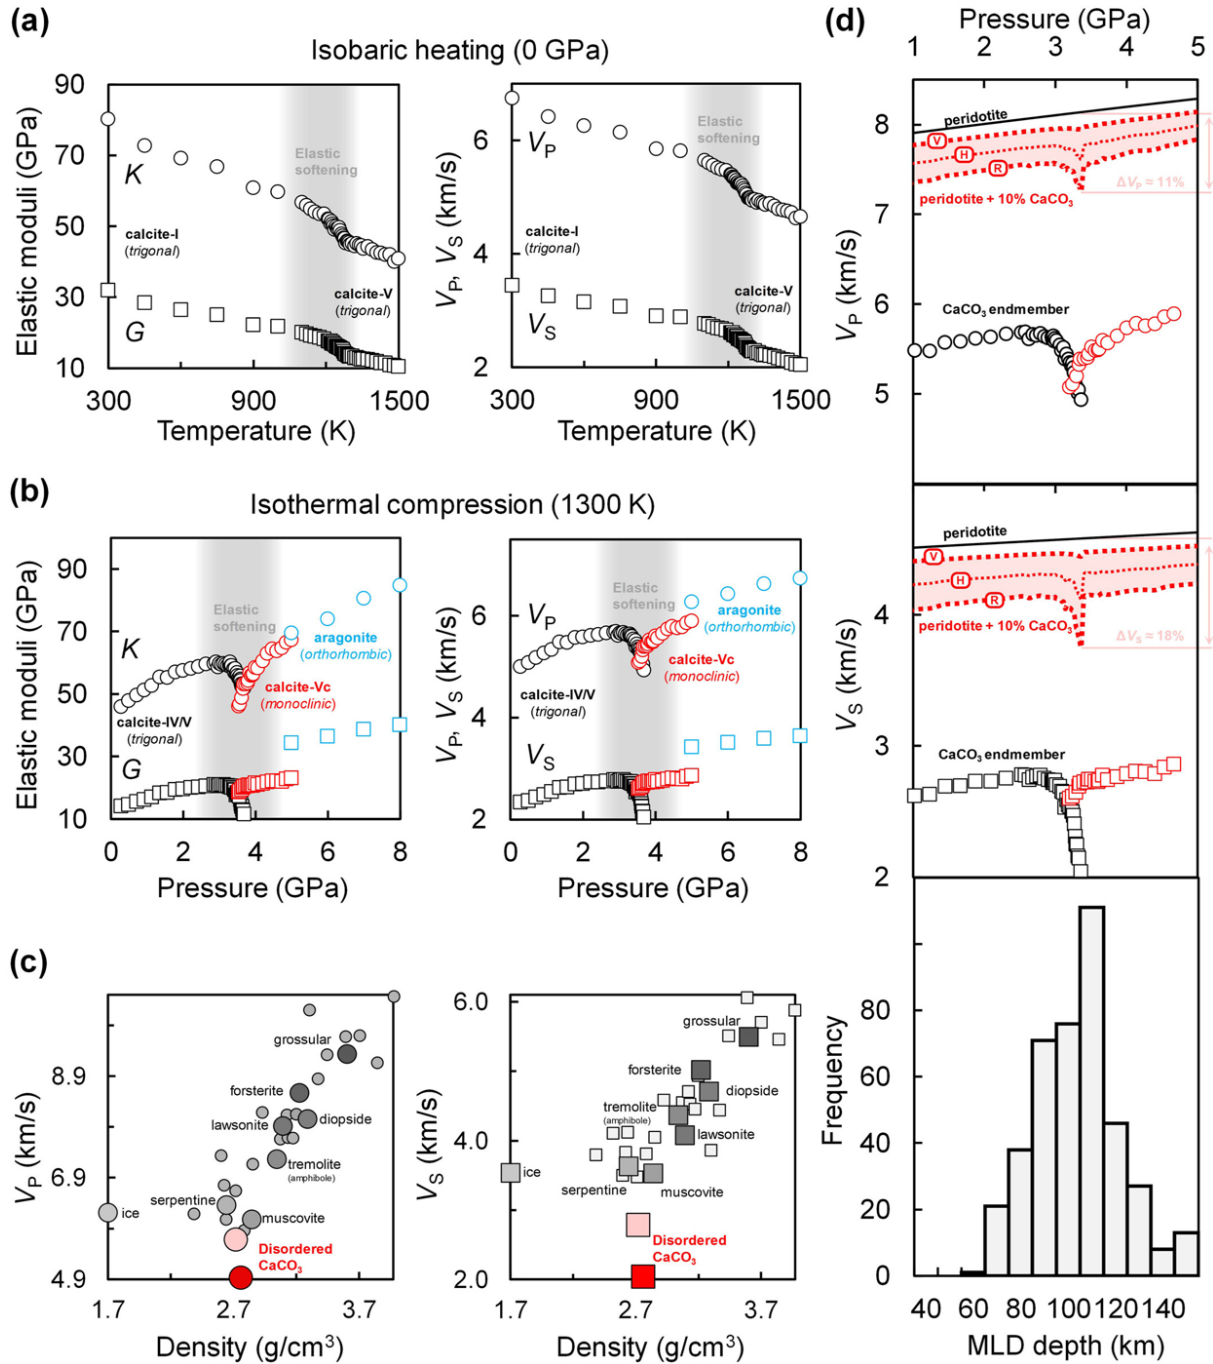 (a)
Isobaric heating (0 GPa)
Elastic moduli (GPa)
90
70
50
30
10
K
G
Elastic
softening
calcite-I
(trigonal)
calcite-V
(trigonal)
300
900
1500
Temperature (K)
VP, VS (km/s)
6
4
2
VP
VS
Elastic
softening
calcite-I
(trigonal)
calcite-V
(trigonal)
300
900
1500
Temperature (K)
(b)
Isothermal compression (1300 K)
Elastic moduli (GPa)
90
70
50
30
10
K
G
Elastic
softening
aragonite
(orthorhombic)
calcite-Vc
(monoclinic)
calcite-IV/V
(trigonal)
0
2
4
6
8
Pressure (GPa)
VP, VS (km/s)
6
4
2
VP
VS
Elastic
softening
aragonite
(orthorhombic)
calcite-Vc
(monoclinic)
calcite-IV/V
(trigonal)
0
2
4
6
8
Pressure (GPa)
(c)
VP (km/s)
8.9
6.9
4.9
grossular
forsterite
diopside
lawsonite
tremolite
(amphibole)
serpentine
ice
muscovite
Disordered
CaCO3
1.7
2.7
3.7
Density (g/cm3)
VS (km/s)
6.0
4.0
2.0
grossular
forsterite
diopside
tremolite
(amphibole)
lawsonite
ice
serpentine
muscovite
Disordered
CaCO3
1.7
2.7
3.7
Density (g/cm3)
(d)
Pressure (GPa)
1
2
3
4
5
VP (km/s)
8
7
6
5
peridotite
V
H
R
ΔVP ≈ 11%
peridotite + 10% CaCO3
CaCO3 endmember
VS (km/s)
4
3
2
peridotite
V
H
R
peridotite + 10% CaCO3
ΔVS ≈ 18%
CaCO3 endmember
Frequency
80
60
40
20
0
40
60
80
100
120
140
MLD depth (km)